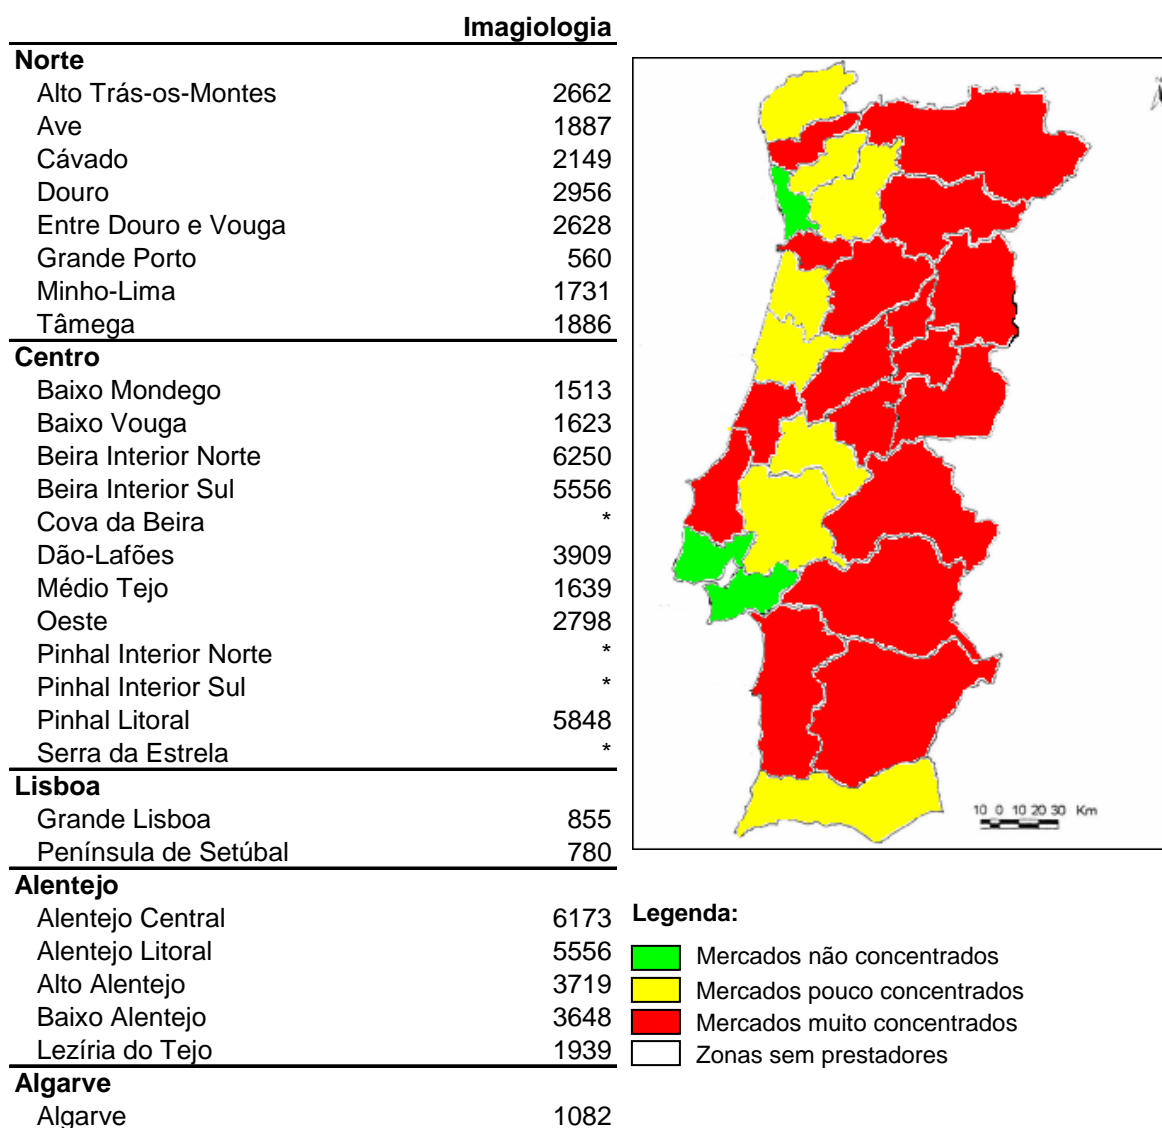 Imagiologia
Norte
Alto Trás-os-Montes 2662
Ave 1887
Cávado 2149
Douro 2956
Entre Douro e Vouga 2628
Grande Porto 560
Minho-Lima 1731
Tâmega 1886
Centro
Baixo Mondego 1513
Baixo Vouga 1623
Beira Interior Norte 6250
Beira Interior Sul 5556
Cova da Beira *
Dão-Lafões 3909
Médio Tejo 1639
Oeste 2798
Pinhal Interior Norte *
Pinhal Interior Sul *
Pinhal Litoral 5848
Serra da Estrela *
Lisboa
Grande Lisboa 855
Península de Setúbal 780
Alentejo
Alentejo Central 6173
Alentejo Litoral 5556
Alto Alentejo 3719
Baixo Alentejo 3648
Lezíria do Tejo 1939
Algarve
Algarve 1082
10 0 10 20 30 Km
Legenda:
Mercados não concentrados
Mercados pouco concentrados
Mercados muito concentrados
Zonas sem prestadores